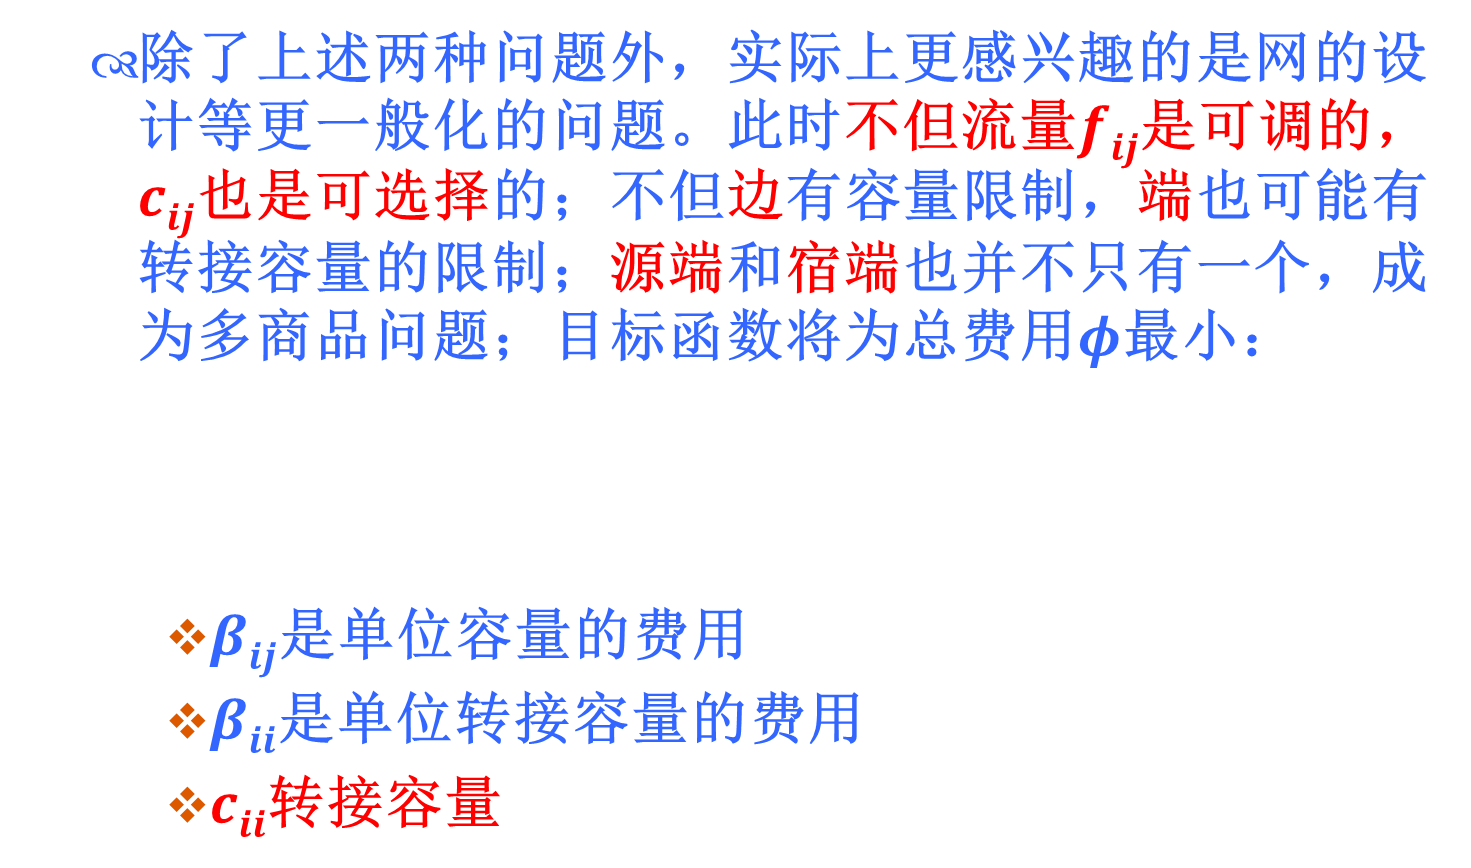 除了上述两种问题外，实际上更感兴趣的是网的设
计等更一般化的问题。此时不但流量f_ij是可调的，
c_ij也是可选择的；不但边有容量限制，端也可能有
转接容量的限制；源端和宿端也并不只有一个，成
为多商品问题；目标函数将为总费用ϕ最小：
❖β_ij是单位容量的费用
❖β_ii是单位转接容量的费用
❖c_ii转接容量